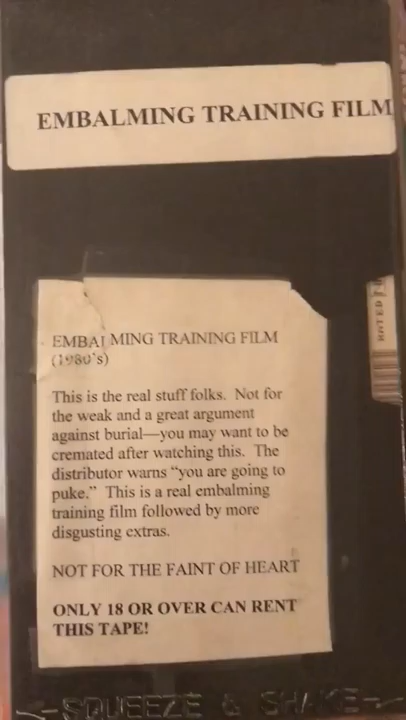 EMBALMING TRAINING FILM
EMBALMING TRAINING FILM
(1980's)
This is the real stuff folks.  Not for
the weak and a great argument
against burial—you may want to be
cremated after watching this.  The
distributor warns “you are going to
puke.”  This is a real embalming
training film followed by more
disgusting extras.
NOT FOR THE FAINT OF HEART
ONLY 18 OR OVER CAN RENT
THIS TAPE!
RATED
SQUEEZE & SHAKE